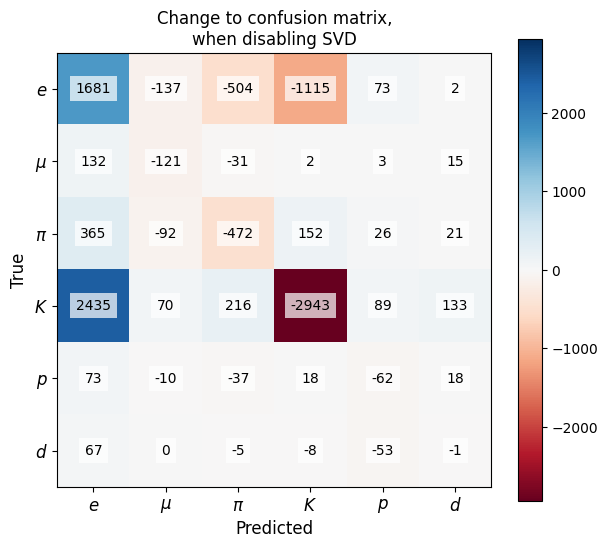 Change to confusion matrix,
when disabling SVD
e 1681 -137 -504 -1115 73 2
μ 132 -121 -31 2 3 15
π 365 -92 -472 152 26 21
K 2435 70 216 -2943 89 133
p 73 -10 -37 18 -62 18
d 67 0 -5 -8 -53 -1
e μ π K p d
True
Predicted
2000
1000
0
−1000
−2000